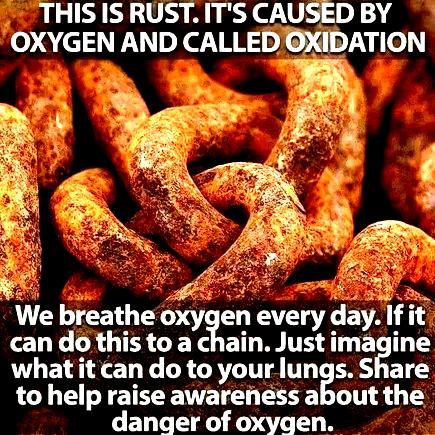 THIS IS RUST. IT'S CAUSED BY
OXYGEN AND CALLED OXIDATION
We breathe oxygen every day. If it
can do this to a chain. Just imagine
what it can do to your lungs. Share
to help raise awareness about the
danger of oxygen.